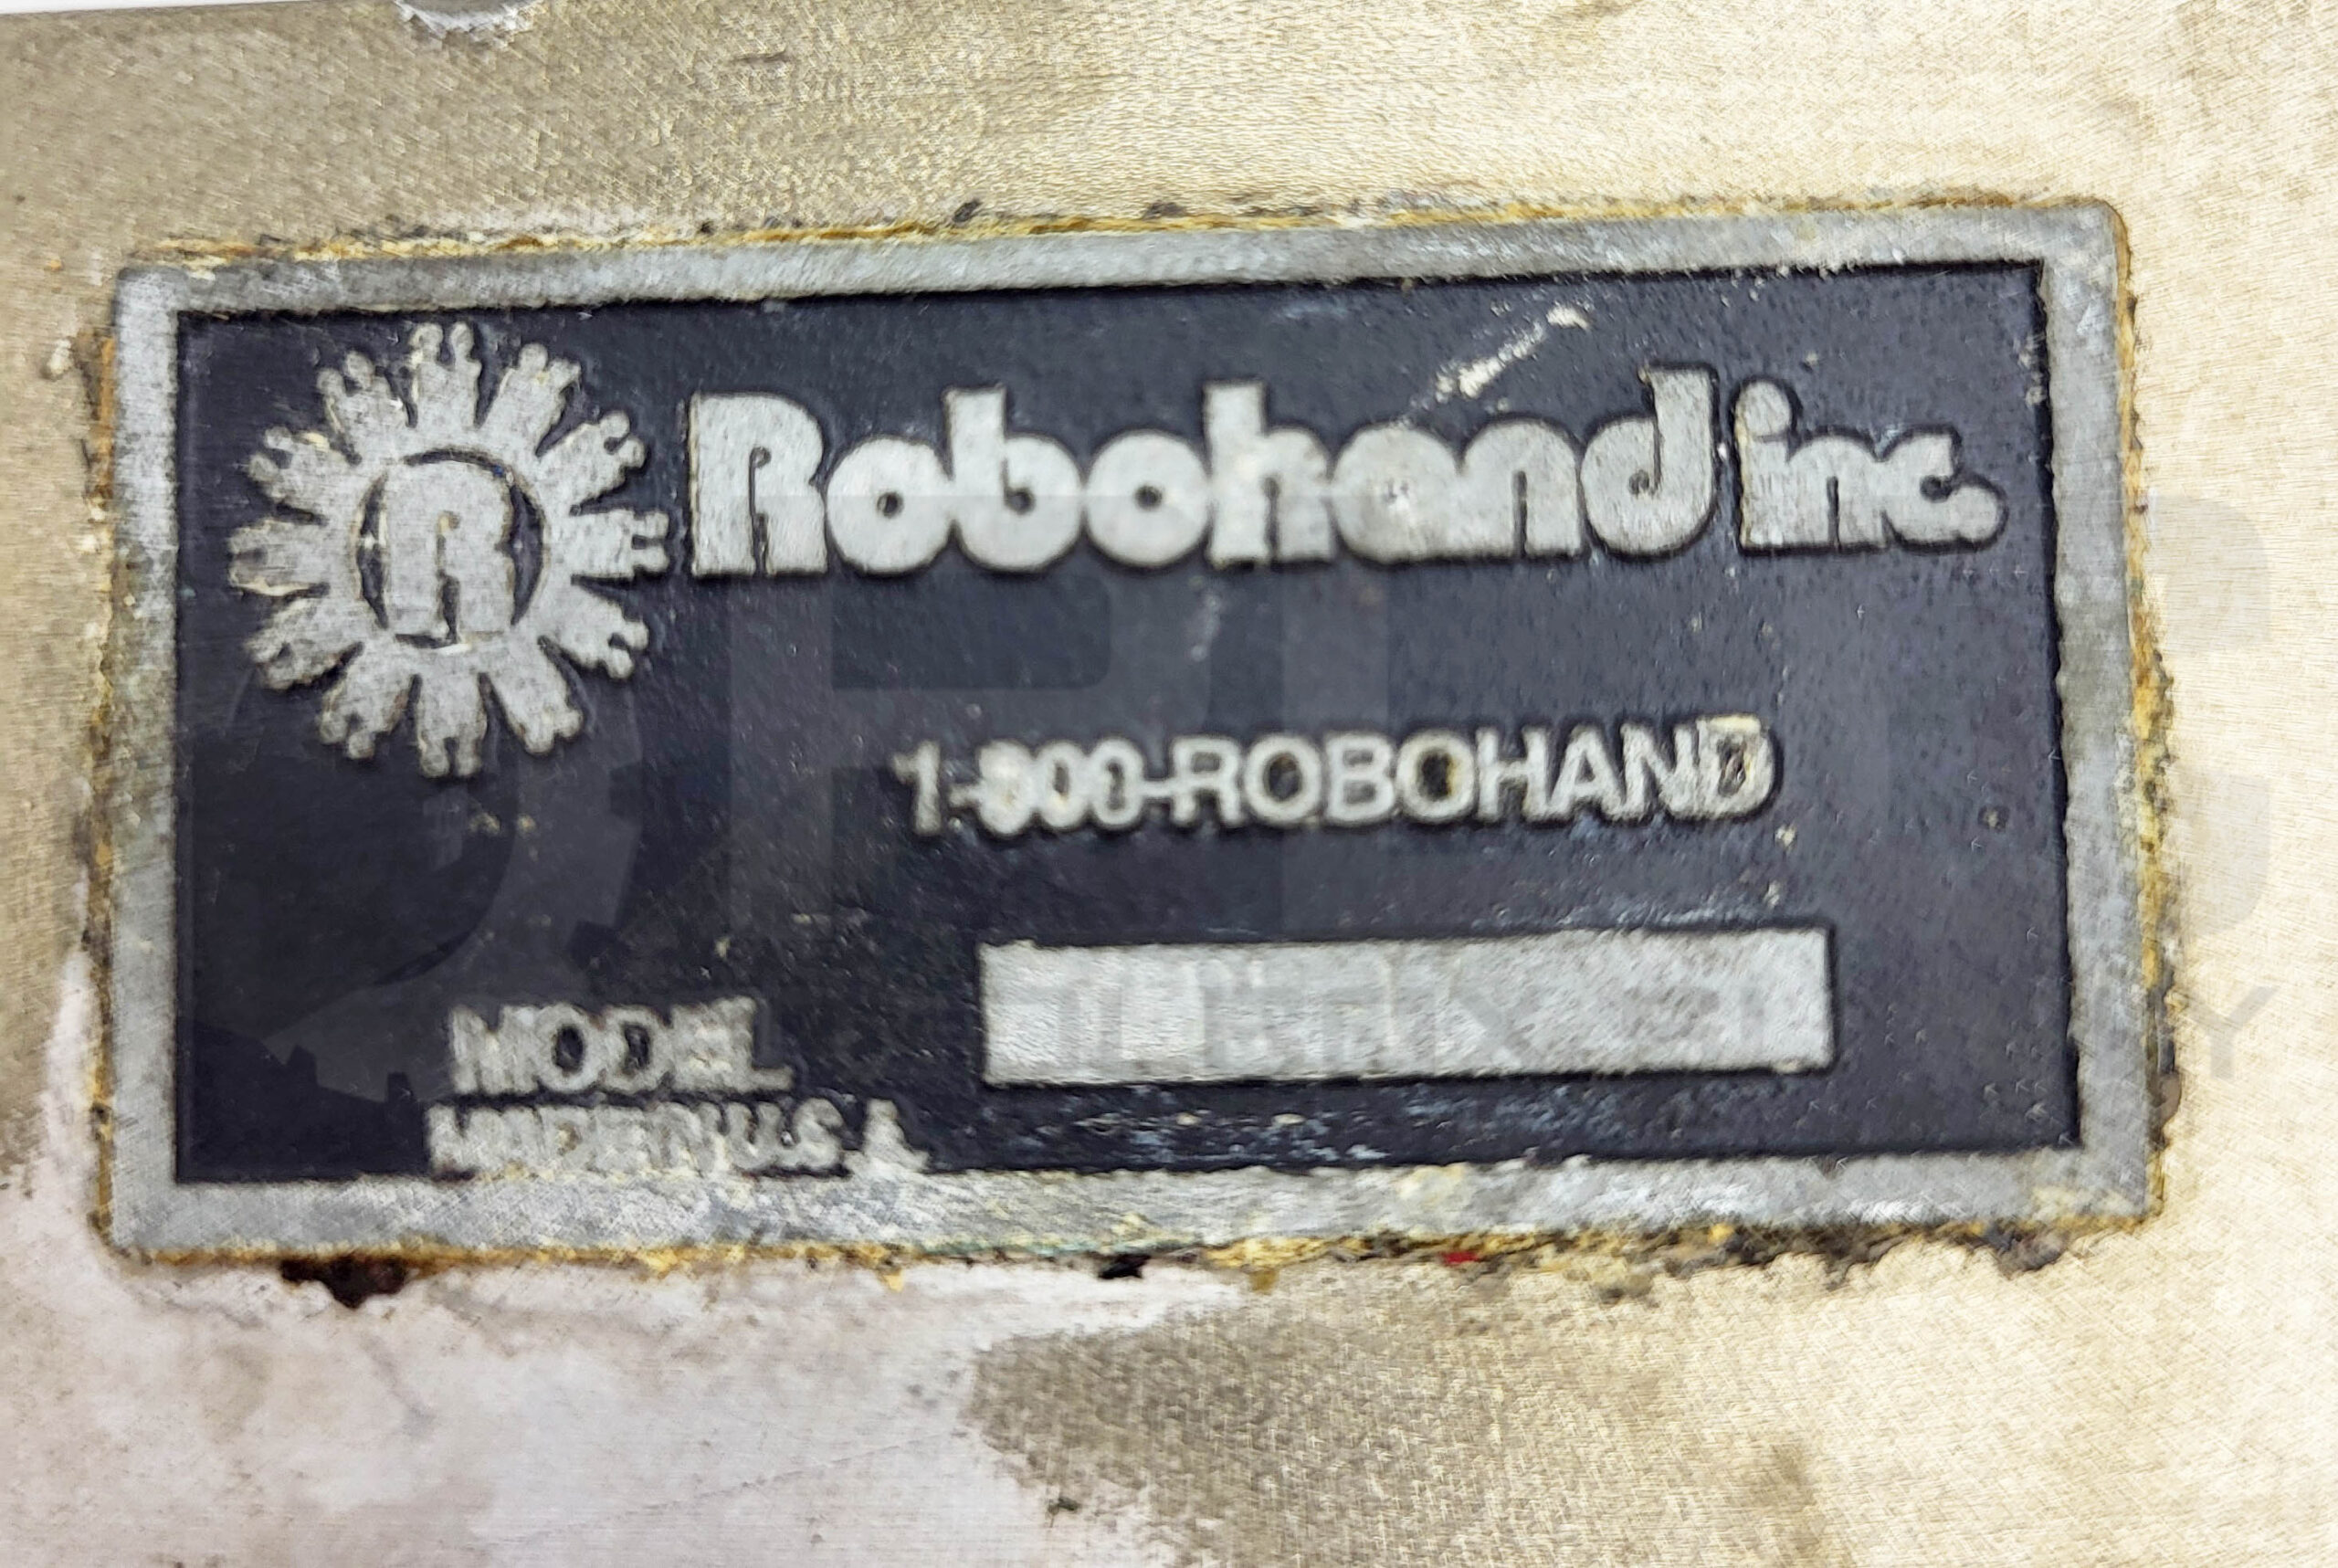 R
Robohand inc.
1-800-ROBOHAND
MODEL
MADE IN U.S.A.